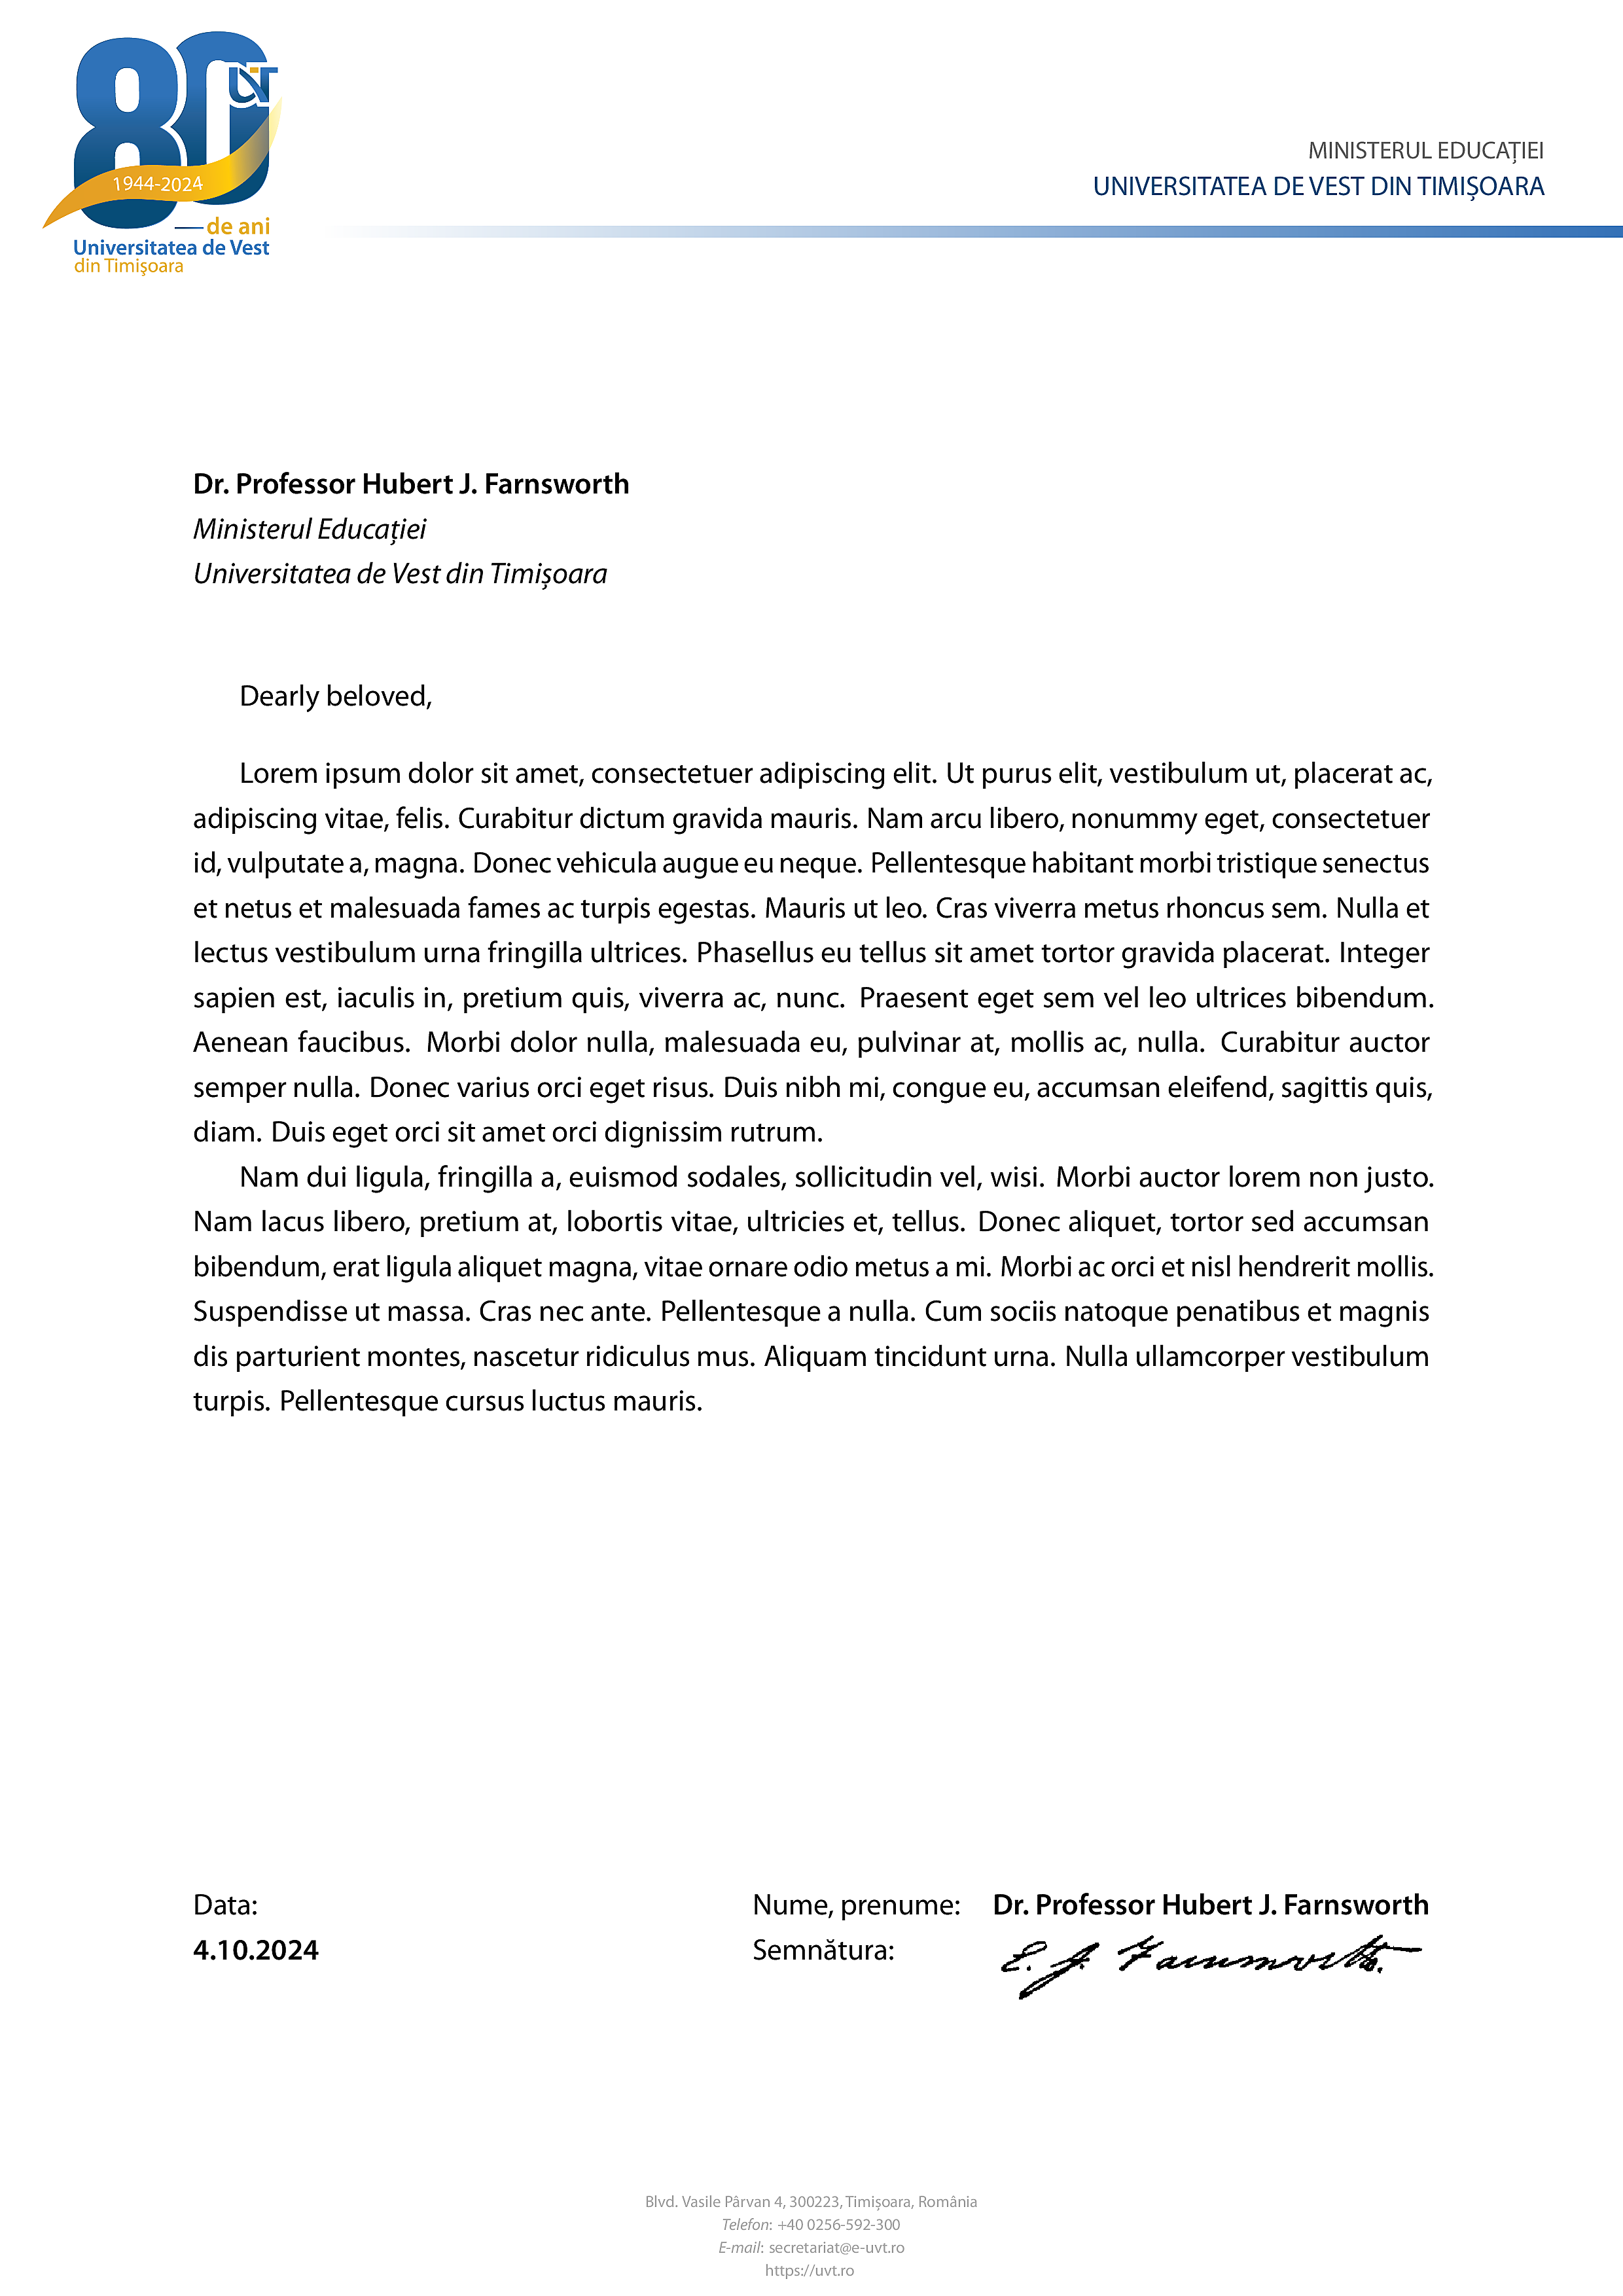 UVT
1944-2024
de ani
Universitatea de Vest
din Timișoara
MINISTERUL EDUCAȚIEI
UNIVERSITATEA DE VEST DIN TIMIȘOARA
Dr. Professor Hubert J. Farnsworth
Ministerul Educației
Universitatea de Vest din Timișoara
Dearly beloved,
Lorem ipsum dolor sit amet, consectetuer adipiscing elit. Ut purus elit, vestibulum ut, placerat ac,
adipiscing vitae, felis. Curabitur dictum gravida mauris. Nam arcu libero, nonummy eget, consectetuer
id, vulputate a, magna. Donec vehicula augue eu neque. Pellentesque habitant morbi tristique senectus
et netus et malesuada fames ac turpis egestas. Mauris ut leo. Cras viverra metus rhoncus sem. Nulla et
lectus vestibulum urna fringilla ultrices. Phasellus eu tellus sit amet tortor gravida placerat. Integer
sapien est, iaculis in, pretium quis, viverra ac, nunc. Praesent eget sem vel leo ultrices bibendum.
Aenean faucibus. Morbi dolor nulla, malesuada eu, pulvinar at, mollis ac, nulla. Curabitur auctor
semper nulla. Donec varius orci eget risus. Duis nibh mi, congue eu, accumsan eleifend, sagittis quis,
diam. Duis eget orci sit amet orci dignissim rutrum.
Nam dui ligula, fringilla a, euismod sodales, sollicitudin vel, wisi. Morbi auctor lorem non justo.
Nam lacus libero, pretium at, lobortis vitae, ultricies et, tellus. Donec aliquet, tortor sed accumsan
bibendum, erat ligula aliquet magna, vitae ornare odio metus a mi. Morbi ac orci et nisl hendrerit mollis.
Suspendisse ut massa. Cras nec ante. Pellentesque a nulla. Cum sociis natoque penatibus et magnis
dis parturient montes, nascetur ridiculus mus. Aliquam tincidunt urna. Nulla ullamcorper vestibulum
turpis. Pellentesque cursus luctus mauris.
Data:
4.10.2024
Nume, prenume: Dr. Professor Hubert J. Farnsworth
Semnătura: E. J. Farnsworth.
Blvd. Vasile Pârvan 4, 300223, Timișoara, România
Telefon: +40 0256-592-300
E-mail: secretariat@e-uvt.ro
https://uvt.ro